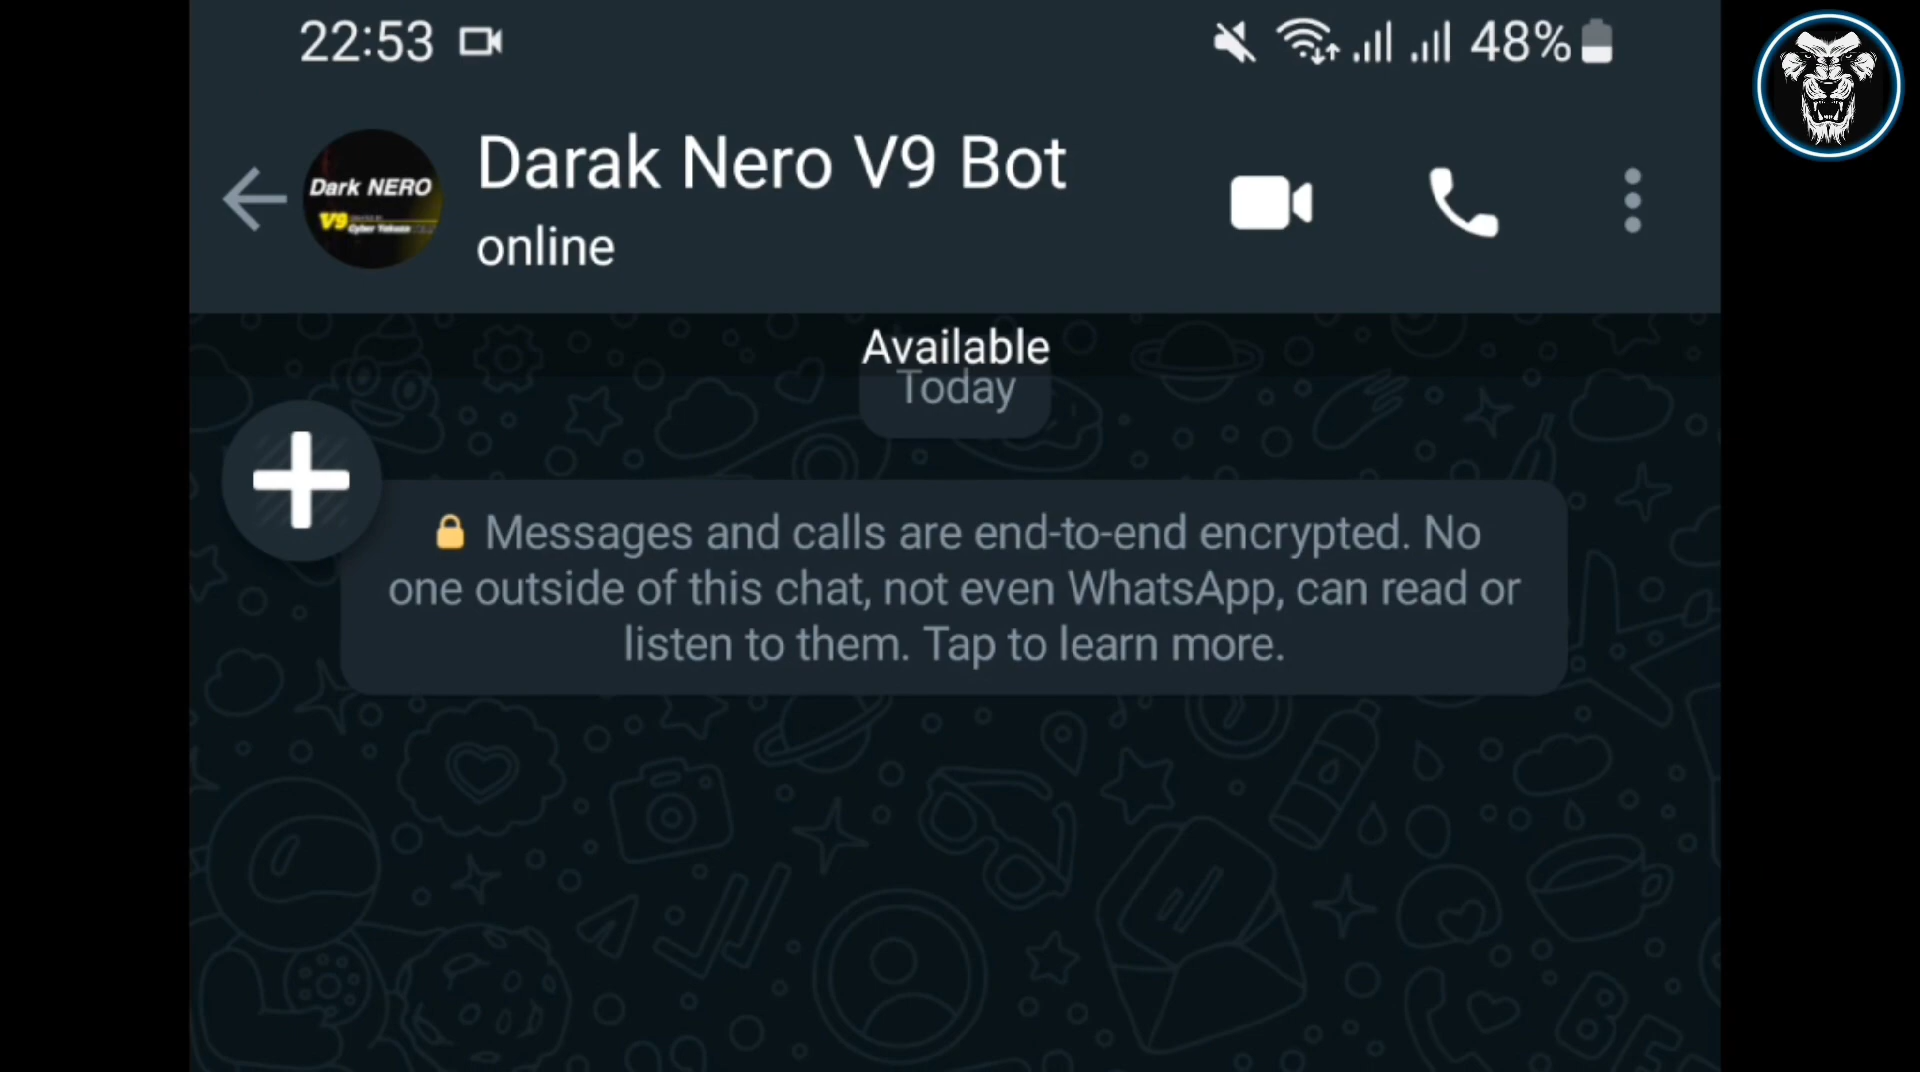 22:53
48%
Dark NERO
V9
Darak Nero V9 Bot
online
Available
Today
🔒 Messages and calls are end-to-end encrypted. No
one outside of this chat, not even WhatsApp, can read or
listen to them. Tap to learn more.